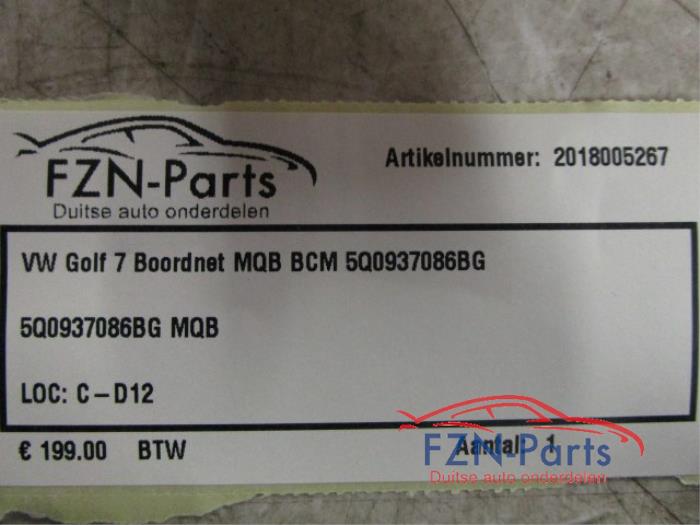 FZN-Parts
Duitse auto onderdelen
Artikelnummer: 2018005267
VW Golf 7 Boordnet MQB BCM 5Q0937086BG
5Q0937086BG MQB
LOC: C-D12
€ 199.00 BTW
Aantal: 1
FZN-Parts
Duitse auto onderdelen